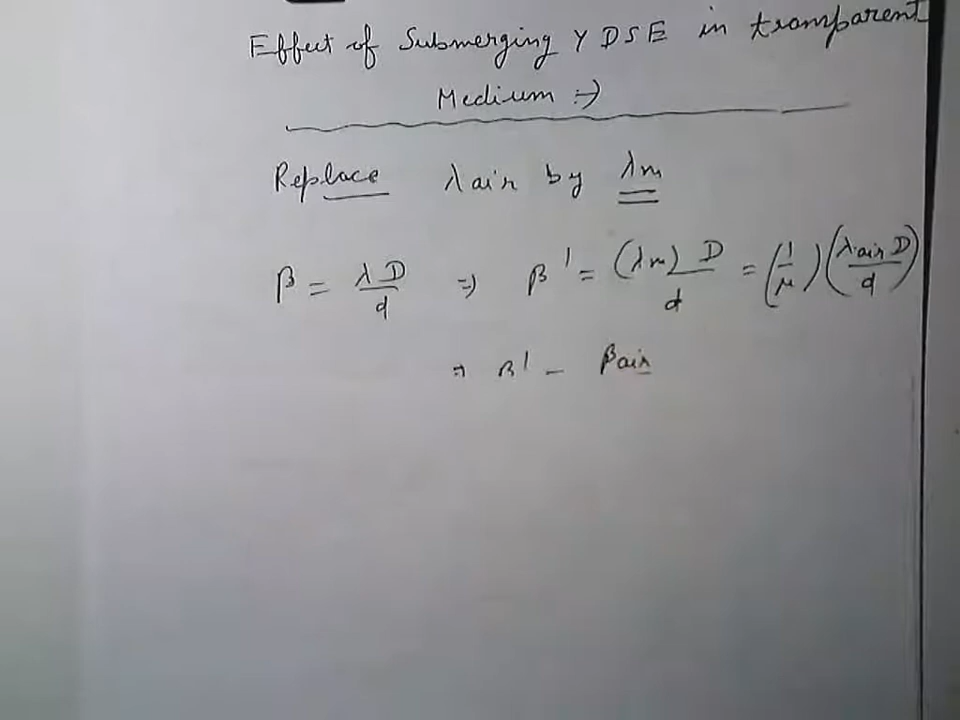 Effect of Submerging YDSE in transparent
Medium :-)
Replace λair by λm
β = λD/d ⇒ β' = (λm) D/d = (1/μ) (λair D/d)
⇒ β' = βair